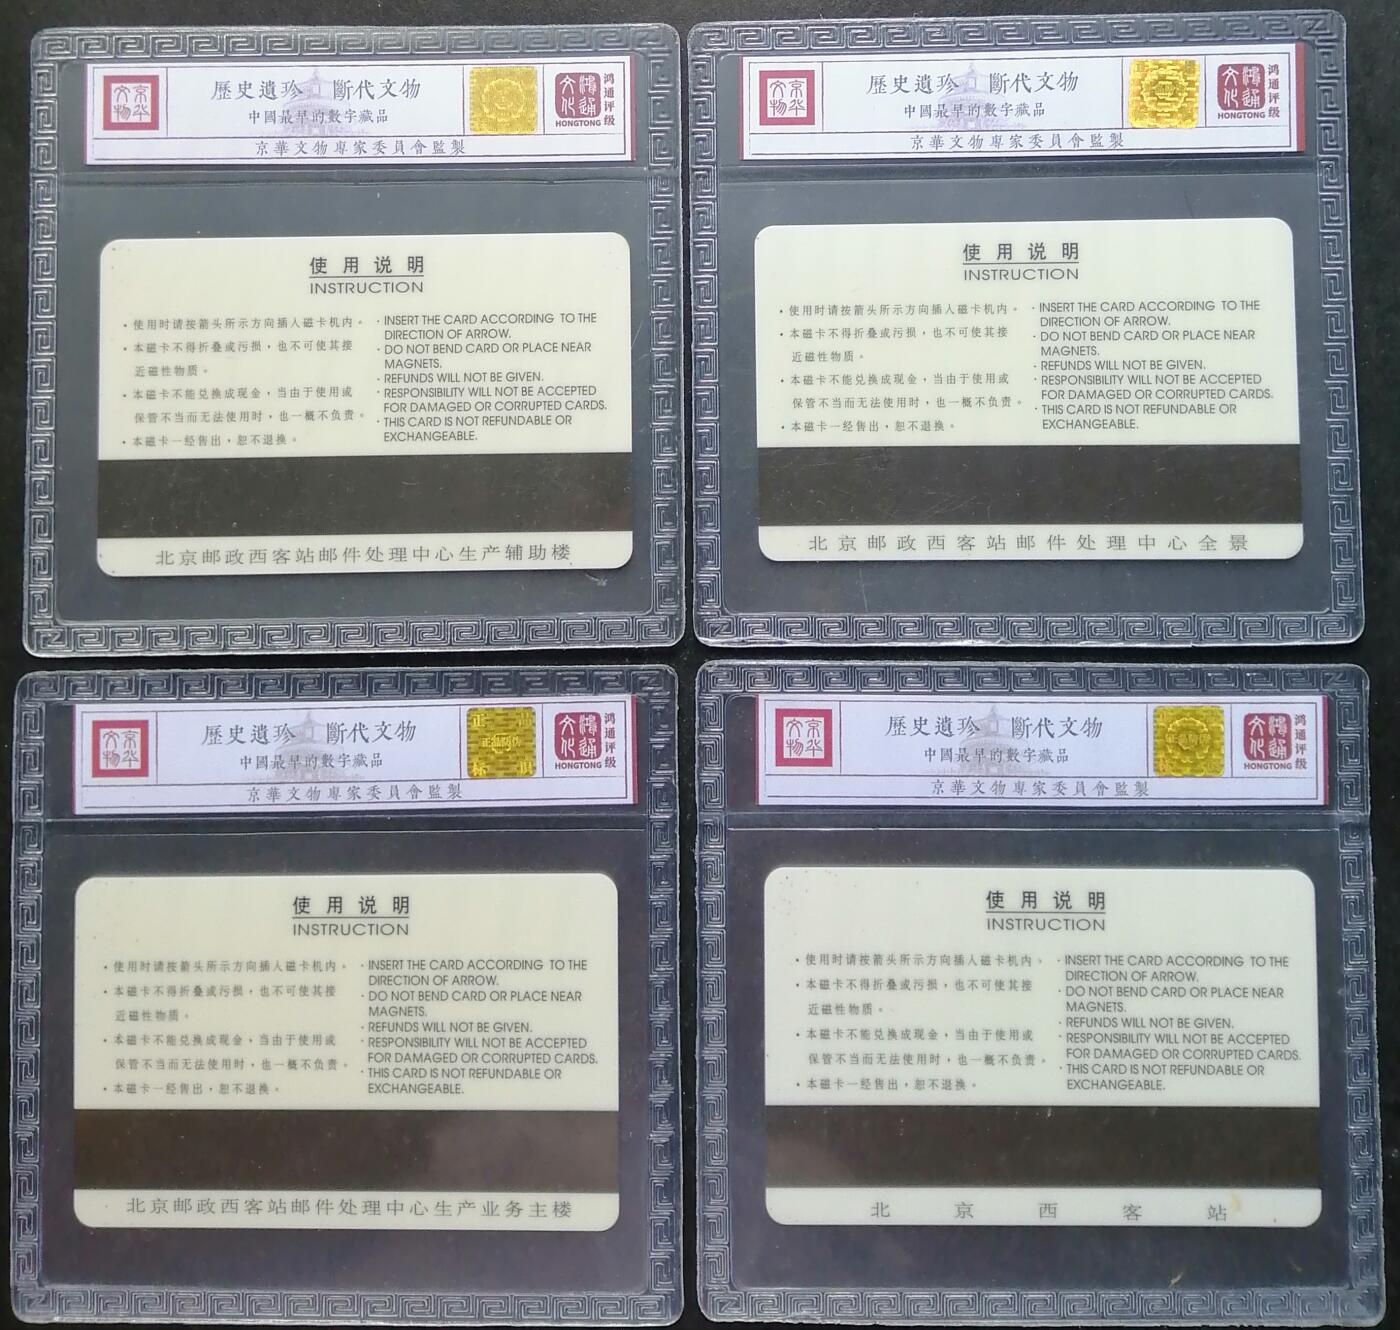 京华文物
歷史遺珍 斷代文物
中國最早的數字藏品
京華文物專家委員會監製
鴻通文化
HONGTONG
鸿通评级
使用说明
INSTRUCTION
·使用时请按箭头所示方向插入磁卡机内。
·本磁卡不得折叠或污损，也不可使其接
近磁性物质。
·本磁卡不能兑换成现金，当由于使用或
保管不当而无法使用时，也一概不负责。
·本磁卡一经售出，恕不退换。
· INSERT THE CARD ACCORDING TO THE
DIRECTION OF ARROW.
· DO NOT BEND CARD OR PLACE NEAR
MAGNETS.
· REFUNDS WILL NOT BE GIVEN.
· RESPONSIBILITY WILL NOT BE ACCEPTED
FOR DAMAGED OR CORRUPTED CARDS.
· THIS CARD IS NOT REFUNDABLE OR
EXCHANGEABLE.
北京邮政西客站邮件处理中心生产辅助楼
京华文物
歷史遺珍 斷代文物
中國最早的數字藏品
京華文物專家委員會監製
鴻通文化
HONGTONG
鸿通评级
使用说明
INSTRUCTION
·使用时请按箭头所示方向插入磁卡机内。
·本磁卡不得折叠或污损，也不可使其接
近磁性物质。
·本磁卡不能兑换成现金，当由于使用或
保管不当而无法使用时，也一概不负责。
·本磁卡一经售出，恕不退换。
· INSERT THE CARD ACCORDING TO THE
DIRECTION OF ARROW.
· DO NOT BEND CARD OR PLACE NEAR
MAGNETS.
· REFUNDS WILL NOT BE GIVEN.
· RESPONSIBILITY WILL NOT BE ACCEPTED
FOR DAMAGED OR CORRUPTED CARDS.
· THIS CARD IS NOT REFUNDABLE OR
EXCHANGEABLE.
北京邮政西客站邮件处理中心全景
京华文物
歷史遺珍 斷代文物
中國最早的數字藏品
京華文物專家委員會監製
正品
标识
鴻通文化
HONGTONG
鸿通评级
使用说明
INSTRUCTION
·使用时请按箭头所示方向插入磁卡机内。
·本磁卡不得折叠或污损，也不可使其接
近磁性物质。
·本磁卡不能兑换成现金，当由于使用或
保管不当而无法使用时，也一概不负责。
·本磁卡一经售出，恕不退换。
· INSERT THE CARD ACCORDING TO THE
DIRECTION OF ARROW.
· DO NOT BEND CARD OR PLACE NEAR
MAGNETS.
· REFUNDS WILL NOT BE GIVEN.
· RESPONSIBILITY WILL NOT BE ACCEPTED
FOR DAMAGED OR CORRUPTED CARDS.
· THIS CARD IS NOT REFUNDABLE OR
EXCHANGEABLE.
北京邮政西客站邮件处理中心生产业务主楼
京华文物
歷史遺珍 斷代文物
中國最早的數字藏品
京華文物專家委員會監製
鴻通文化
HONGTONG
鸿通评级
使用说明
INSTRUCTION
·使用时请按箭头所示方向插入磁卡机内。
·本磁卡不得折叠或污损，也不可使其接
近磁性物质。
·本磁卡不能兑换成现金，当由于使用或
保管不当而无法使用时，也一概不负责。
·本磁卡一经售出，恕不退换。
· INSERT THE CARD ACCORDING TO THE
DIRECTION OF ARROW.
· DO NOT BEND CARD OR PLACE NEAR
MAGNETS.
· REFUNDS WILL NOT BE GIVEN.
· RESPONSIBILITY WILL NOT BE ACCEPTED
FOR DAMAGED OR CORRUPTED CARDS.
· THIS CARD IS NOT REFUNDABLE OR
EXCHANGEABLE.
北京西客站